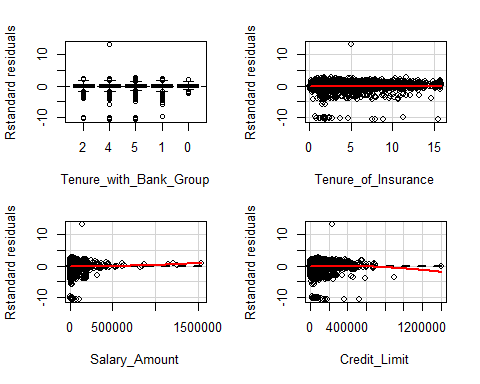 Rstandard residuals
-10 0 10
2 4 5 1 0
Tenure_with_Bank_Group
Rstandard residuals
-10 0 10
0 5 10 15
Tenure_of_Insurance
Rstandard residuals
-10 0 10
0 500000 1500000
Salary_Amount
Rstandard residuals
-10 0 10
0 400000 1200000
Credit_Limit